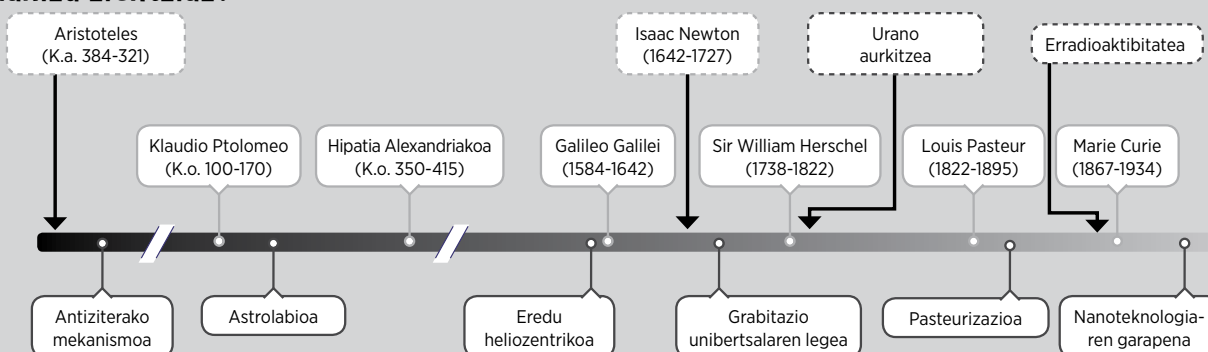 Aristoteles
(K.a. 384-321)
Isaac Newton
(1642-1727)
Urano
aurkitzea
Erradioaktibitatea
Klaudio Ptolomeo
(K.o. 100-170)
Hipatia Alexandriakoa
(K.o. 350-415)
Galileo Galilei
(1584-1642)
Sir William Herschel
(1738-1822)
Louis Pasteur
(1822-1895)
Marie Curie
(1867-1934)
Antiziterako
mekanismoa
Astrolabioa
Eredu
heliozentrikoa
Grabitazio
unibertsalaren legea
Pasteurizazioa
Nanoteknologia-
ren garapena